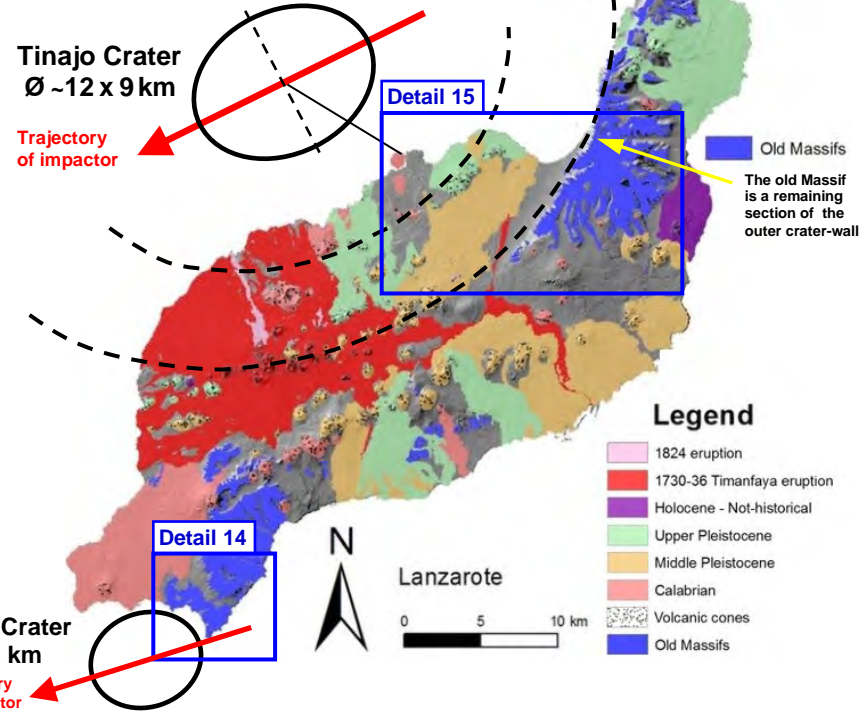 Tinajo Crater
Ø ~12 x 9 km
Trajectory
of impactor
Detail 15
Old Massifs
The old Massif
is a remaining
section of the
outer crater-wall
Legend
1824 eruption
1730-36 Timanfaya eruption
Holocene - Not-historical
Upper Pleistocene
Middle Pleistocene
Calabrian
Volcanic cones
Old Massifs
Detail 14
N
Lanzarote
0 5 10 km
Crater
km
ry
tor